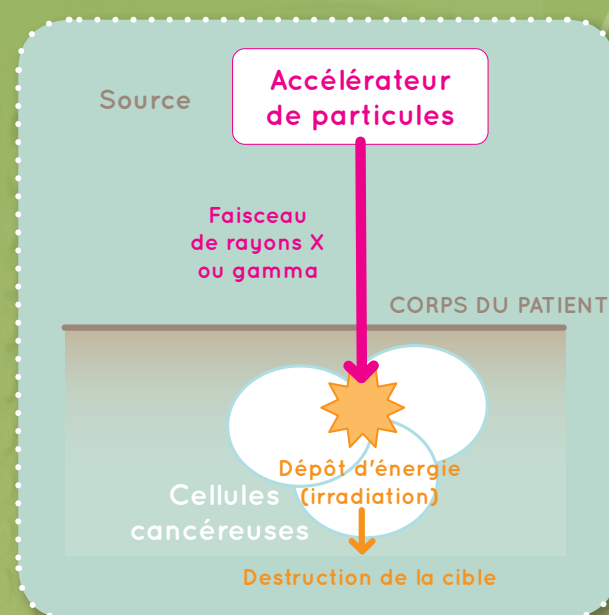 Source
Accélérateur
de particules
Faisceau
de rayons X
ou gamma
CORPS DU PATIENT
Dépôt d'énergie
(irradiation)
Cellules
cancéreuses
Destruction de la cible